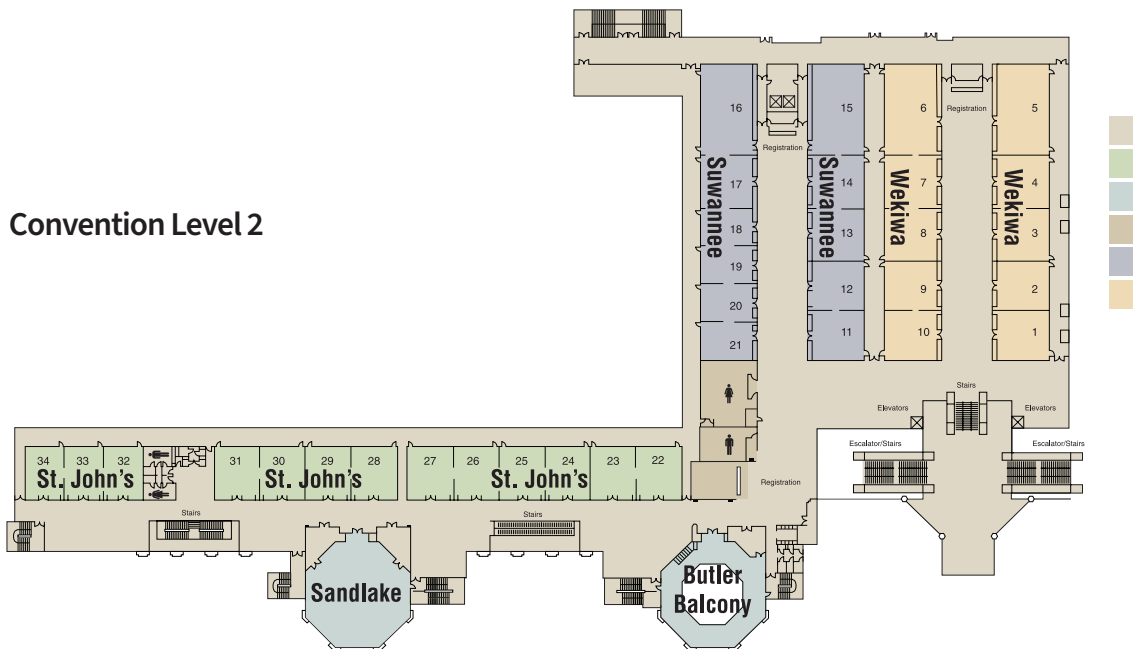 Convention Level 2
16
15
6
Registration
5
Registration
Suwannee
Suwannee
Wekiwa
Wekiwa
17
14
7
4
18
13
8
3
19
12
9
2
20
21
11
10
1
Stairs
Elevators
Elevators
Escalator/Stairs
Escalator/Stairs
34
33
32
St. John's
31
30
29
28
St. John's
27
26
25
24
23
22
St. John's
Registration
Stairs
Stairs
Sandlake
Butler
Balcony